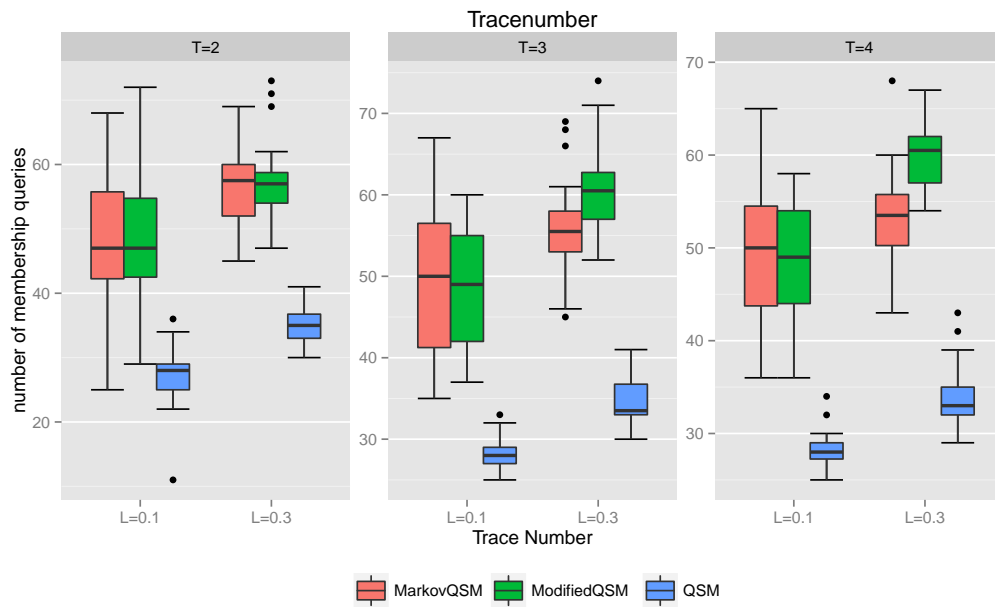 Tracenumber
T=2 T=3 T=4
number of membership queries
60
40
20
70
60
50
40
30
70
60
50
40
30
L=0.1 L=0.3 L=0.1 L=0.3 L=0.1 L=0.3
Trace Number
MarkovQSM ModifiedQSM QSM